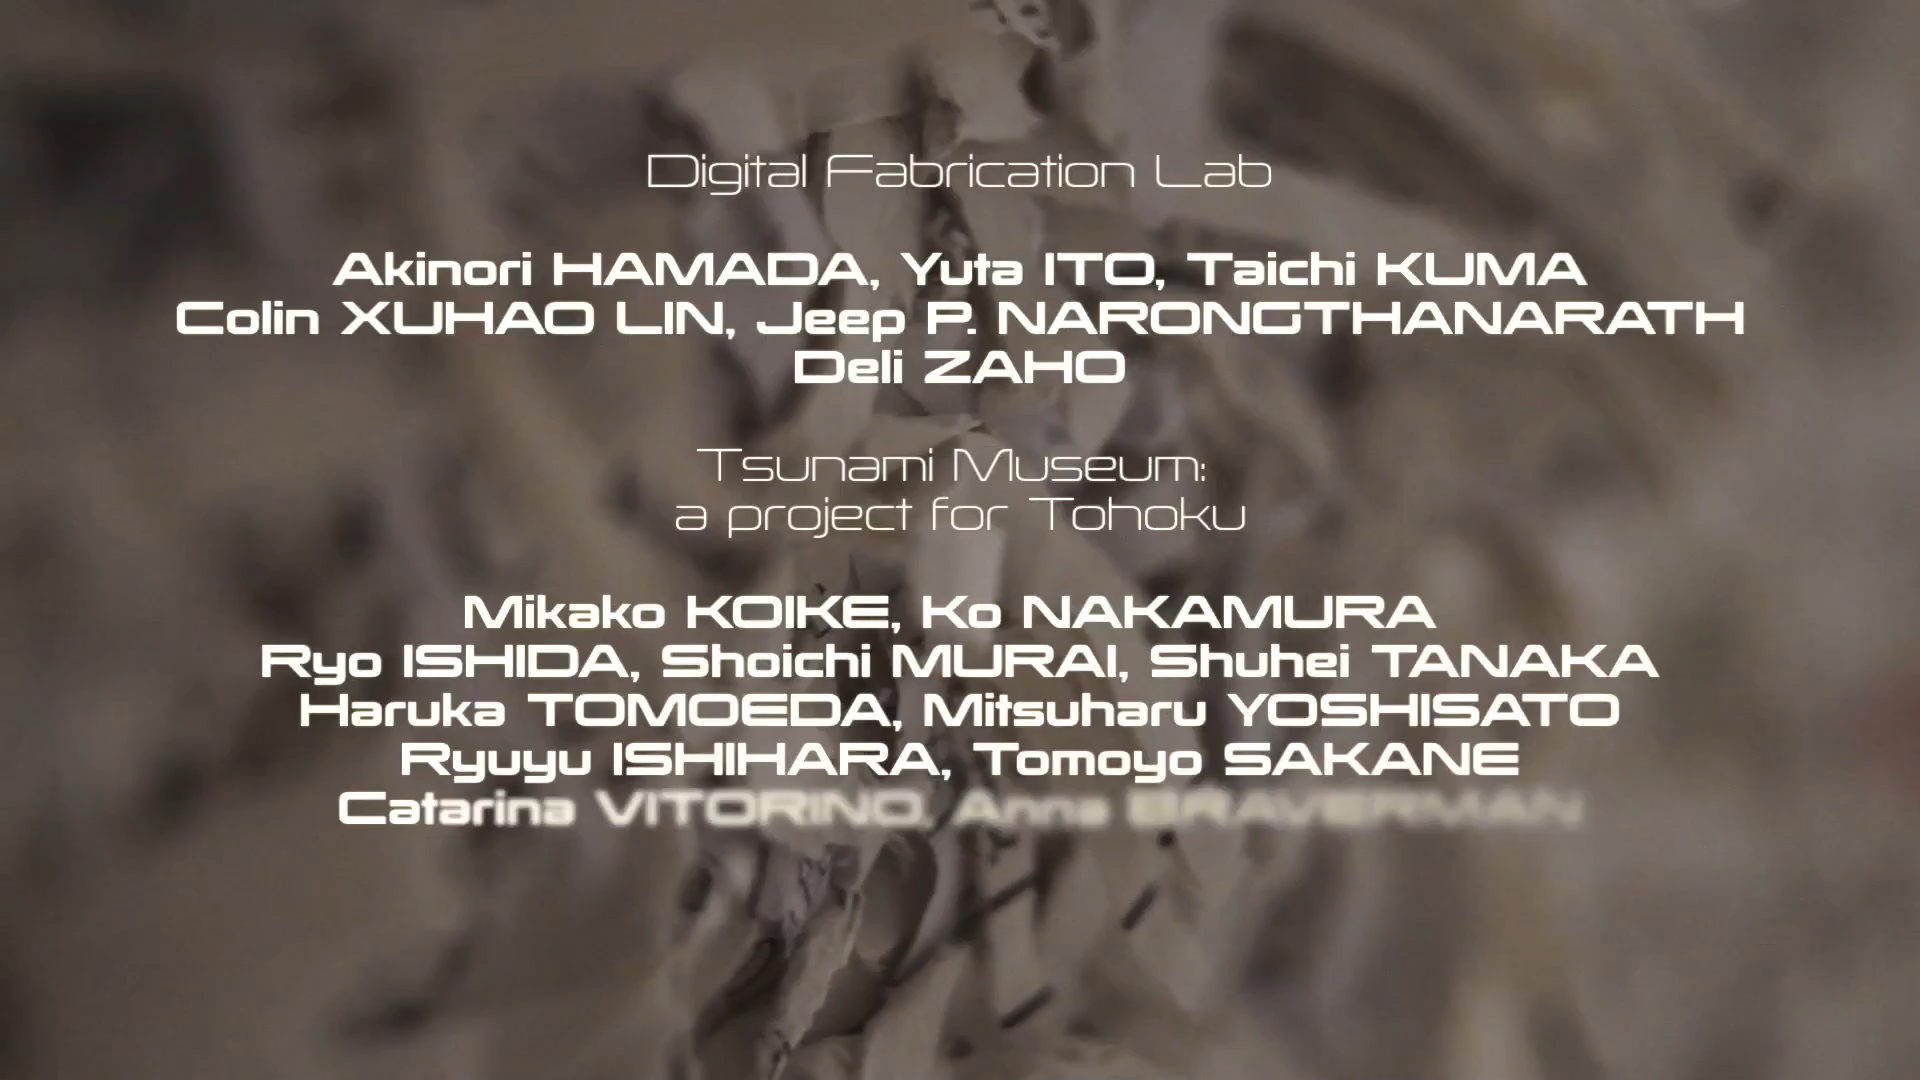 Digital Fabrication Lab
Akinori HAMADA, Yuta ITO, Taichi KUMA
Colin XUHAO LIN, Jeep P. NARONGTHANARATH
Deli ZAHO
Tsunami Museum:
a project for Tohoku
Mikako KOIKE, Ko NAKAMURA
Ryo ISHIDA, Shoichi MURAI, Shuhei TANAKA
Haruka TOMOEDA, Mitsuharu YOSHISATO
Ryuyu ISHIHARA, Tomoyo SAKANE
Catarina VITORINO, Anna BRAVERMAN